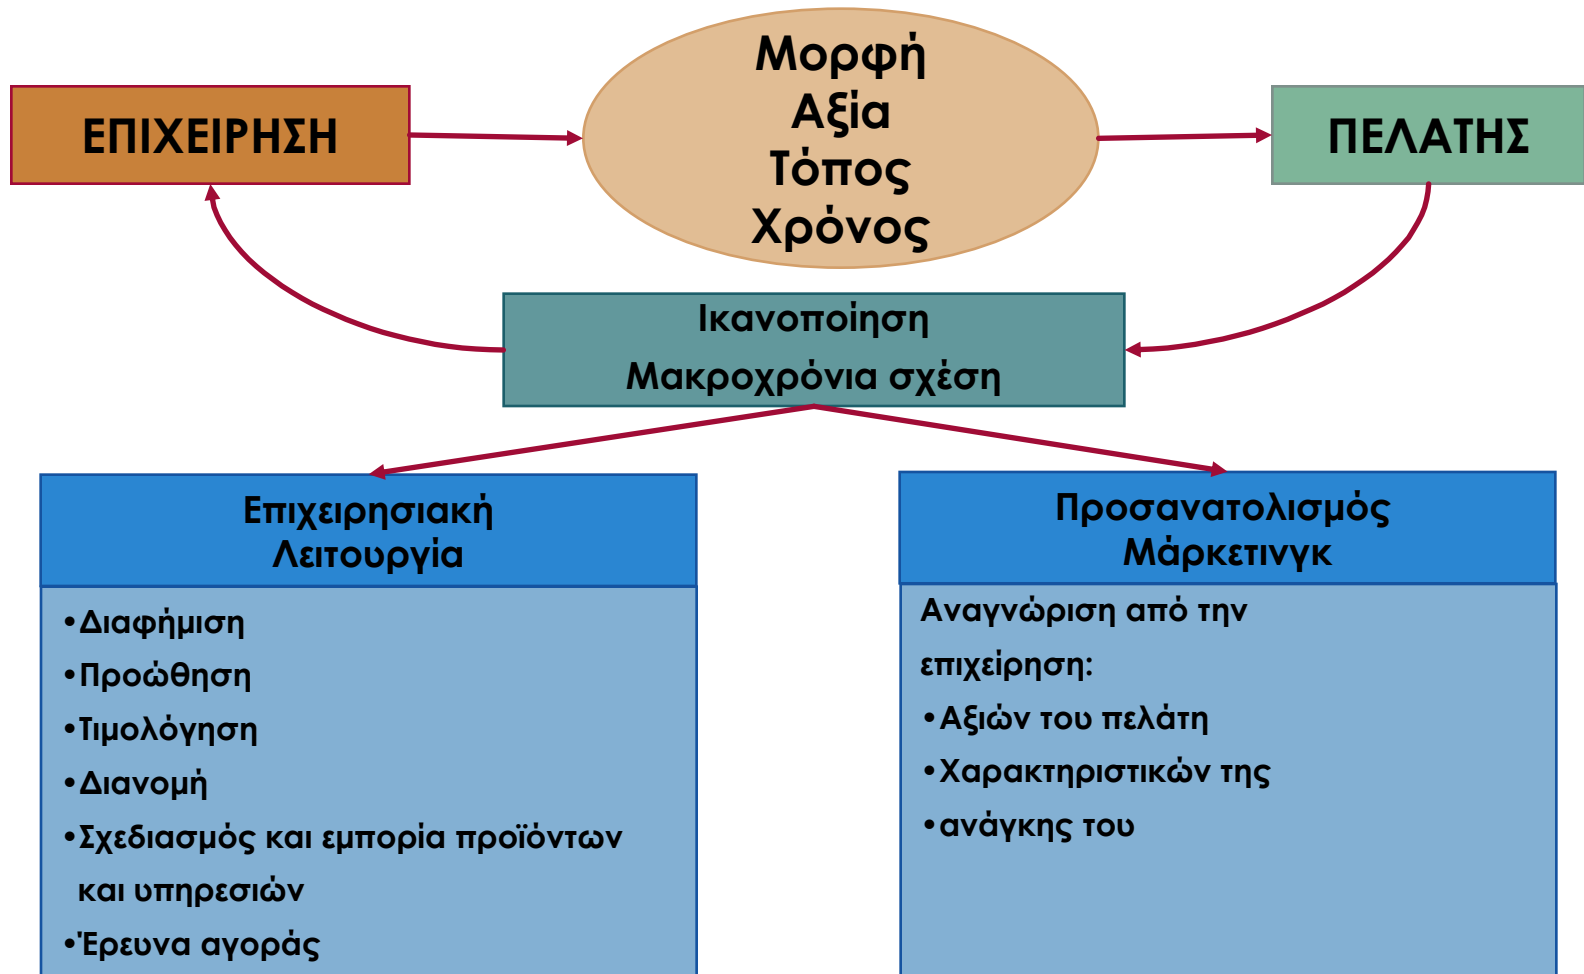 ΕΠΙΧΕΙΡΗΣΗ
Μορφή
Αξία
Τόπος
Χρόνος
ΠΕΛΑΤΗΣ
Ικανοποίηση
Μακροχρόνια σχέση
Επιχειρησιακή
Λειτουργία
•Διαφήμιση
•Προώθηση
•Τιμολόγηση
•Διανομή
•Σχεδιασμός και εμπορία προϊόντων
και υπηρεσιών
•Έρευνα αγοράς
Προσανατολισμός
Μάρκετινγκ
Αναγνώριση από την
επιχείρηση:
•Αξιών του πελάτη
•Χαρακτηριστικών της
•ανάγκης του